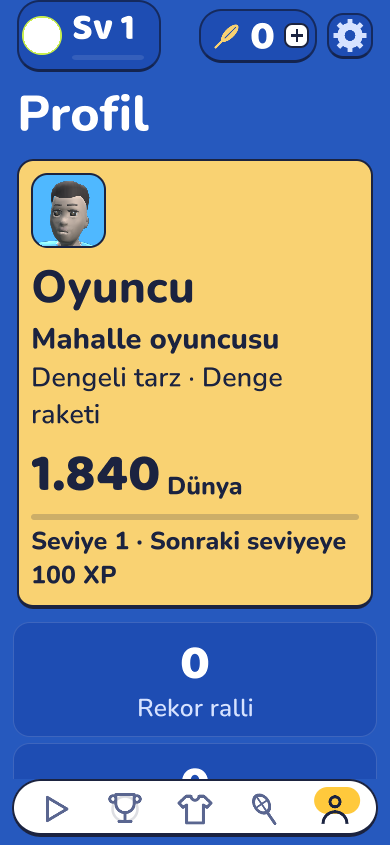 Sv 1
0
Profil
Oyuncu
Mahalle oyuncusu
Dengeli tarz · Denge
raketi
1.840 Dünya
Seviye 1 · Sonraki seviyeye
100 XP
0
Rekor ralli
0